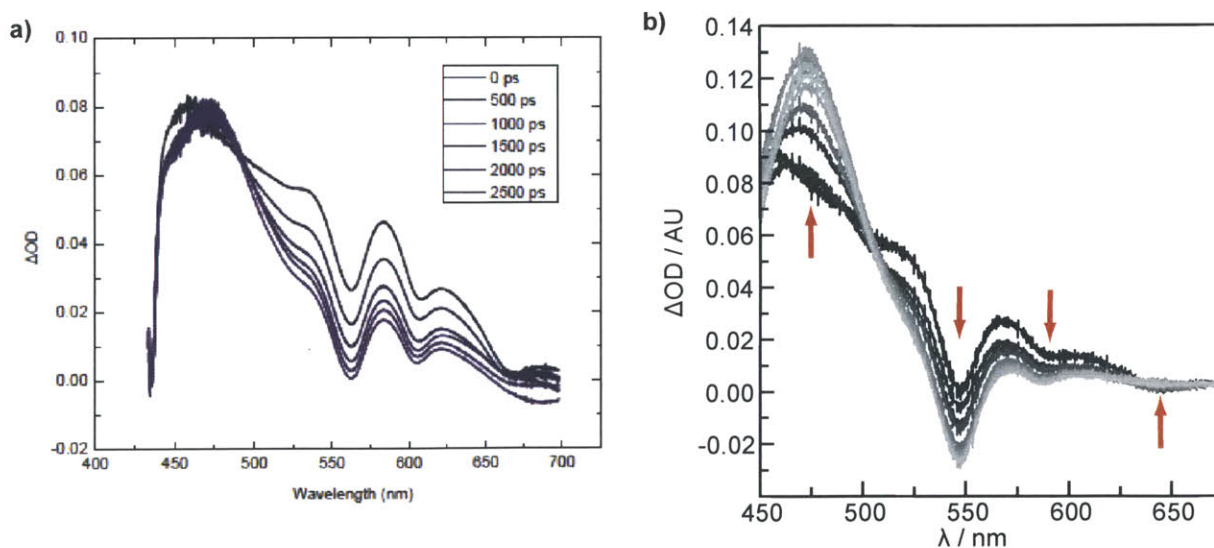 a)
0.10
0.08
0.06
0.04
0.02
0.00
-0.02
ΔOD
400 450 500 550 600 650 700
Wavelength (nm)
0 ps
500 ps
1000 ps
1500 ps
2000 ps
2500 ps
b)
0.14
0.12
0.10
0.08
0.06
0.04
0.02
0.00
-0.02
ΔOD / AU
450 500 550 600 650
λ / nm